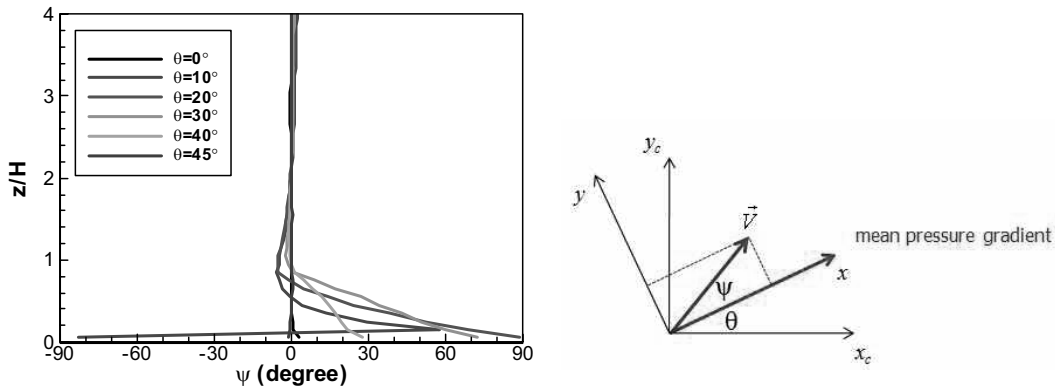 4
3
2
1
0
z/H
θ=0°
θ=10°
θ=20°
θ=30°
θ=40°
θ=45°
-90 -60 -30 0 30 60 90
ψ (degree)
y_c
y
V⃗
mean pressure gradient
x
ψ
θ
x_c